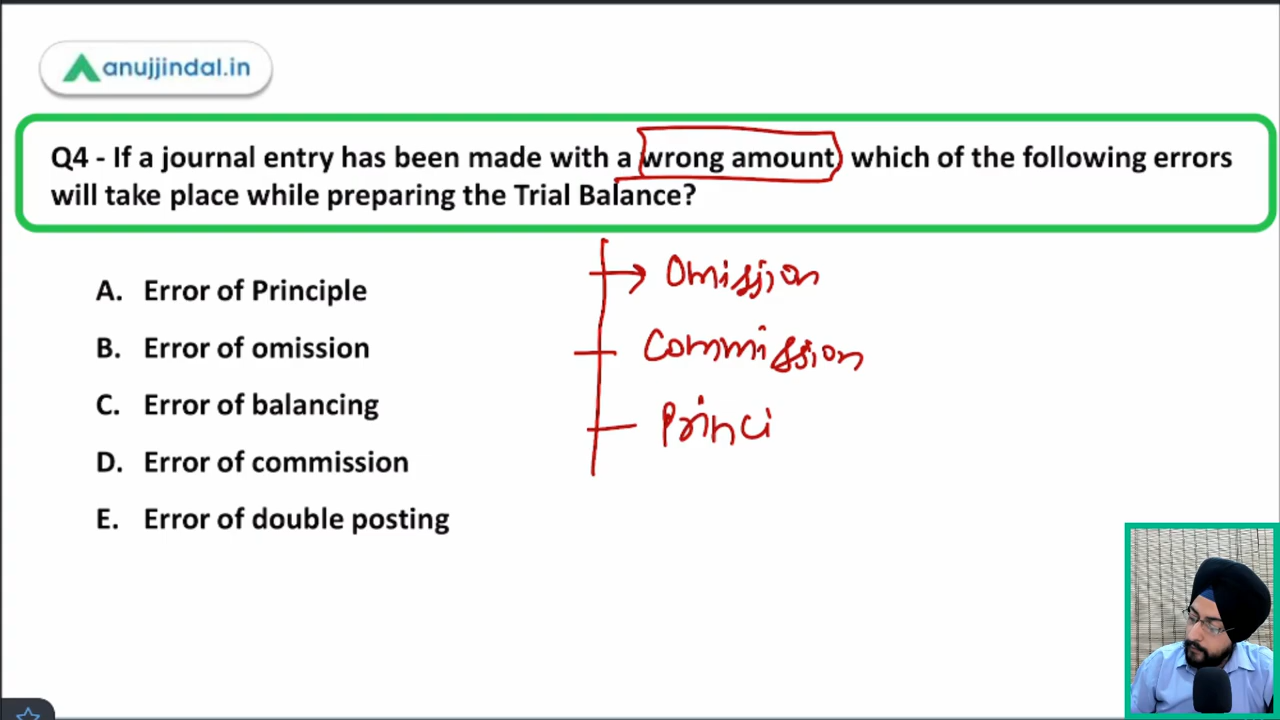 anujjindal.in
Q4 - If a journal entry has been made with a wrong amount, which of the following errors
will take place while preparing the Trial Balance?
A. Error of Principle
B. Error of omission
C. Error of balancing
D. Error of commission
E. Error of double posting
Omission
Commission
Princi